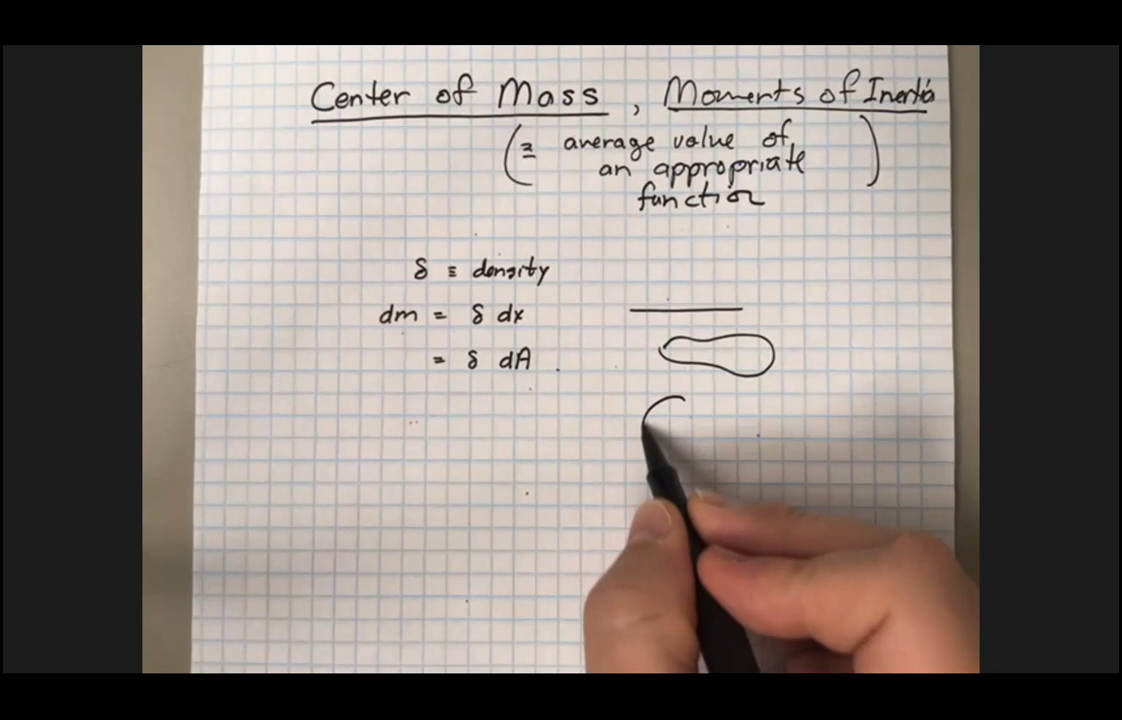 Center of Mass , Moments of Inertia
( ≡ average value of )
an appropriate
function
δ ≡ density
dm = δ dx
= δ dA